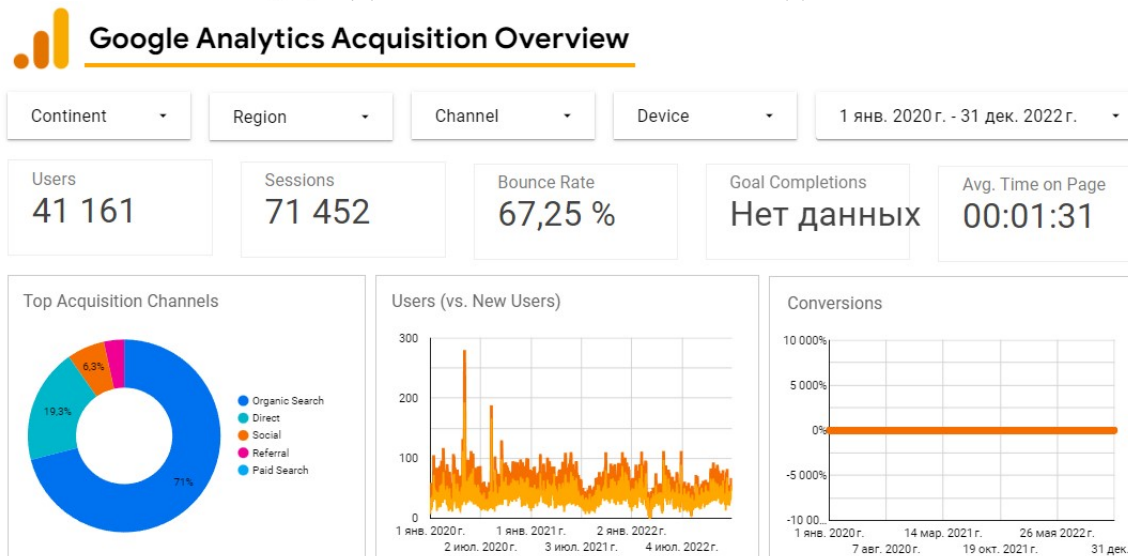 Google Analytics Acquisition Overview
Continent
Region
Channel
Device
1 янв. 2020 г. - 31 дек. 2022 г.
Users
41 161
Sessions
71 452
Bounce Rate
67,25 %
Goal Completions
Нет данных
Avg. Time on Page
00:01:31
Top Acquisition Channels
6,3%
19,3%
71%
Organic Search
Direct
Social
Referral
Paid Search
Users (vs. New Users)
300
200
100
0
1 янв. 2020 г.
1 янв. 2021 г.
2 янв. 2022 г.
2 июл. 2020 г.
3 июл. 2021 г.
4 июл. 2022 г.
Conversions
10 000%
5 000%
0%
-5 000%
-10 00...
1 янв. 2020 г.
14 мар. 2021 г.
26 мая 2022 г.
7 авг. 2020 г.
19 окт. 2021 г.
31 дек.